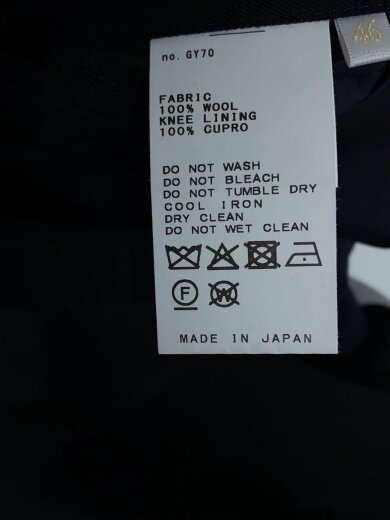 46
no. GY70
FABRIC
100% WOOL
KNEE LINING
100% CUPRO
DO NOT WASH
DO NOT BLEACH
DO NOT TUMBLE DRY
COOL IRON
DRY CLEAN
DO NOT WET CLEAN
F W
MADE IN JAPAN